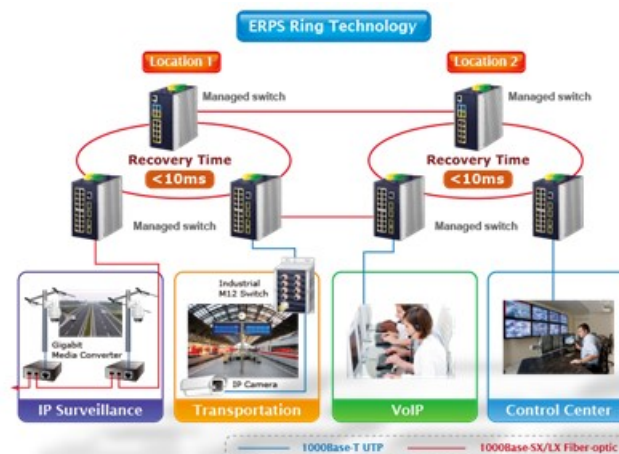 ERPS Ring Technology
Location 1
Location 2
Managed switch
Managed switch
Recovery Time
<10ms
Recovery Time
<10ms
Managed switch
Managed switch
Industrial
M12 Switch
Gigabit
Media Converter
IP Camera
IP Surveillance
Transportation
VoIP
Control Center
1000Base-T UTP
1000Base-SX/LX Fiber-optic